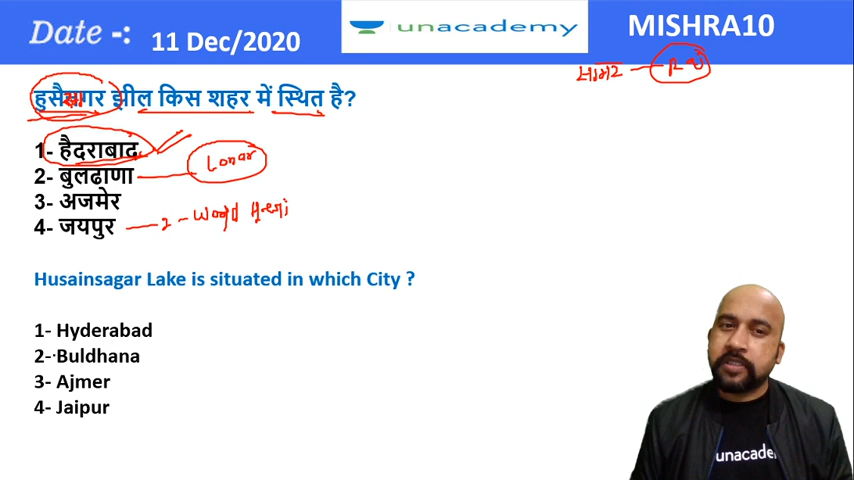 Date -: 11 Dec/2020
unacademy
MISHRA10
हुसैनसागर झील किस शहर में स्थित है?
1- हैदराबाद
2- बुलढाणा
Lonar
3- अजमेर
4- जयपुर
Husainsagar Lake is situated in which City ?
1- Hyderabad
2- Buldhana
3- Ajmer
4- Jaipur
unacade